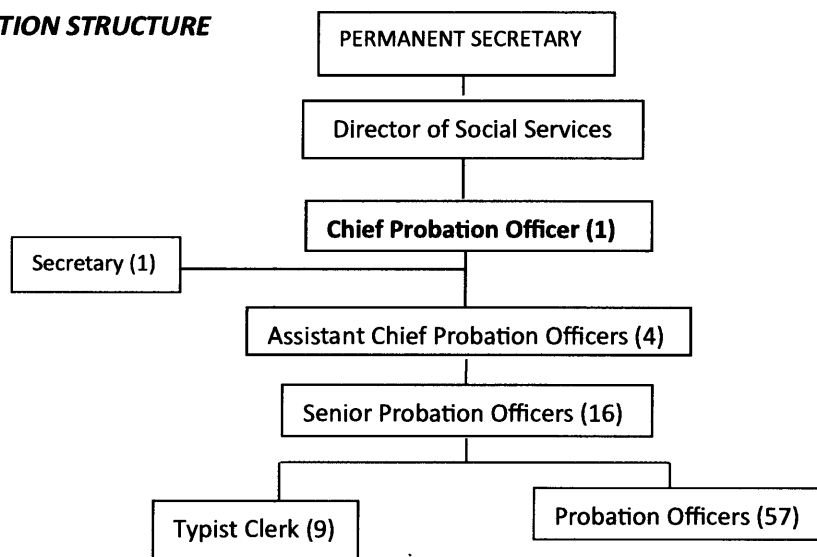 TION STRUCTURE
PERMANENT SECRETARY
Director of Social Services
Chief Probation Officer (1)
Secretary (1)
Assistant Chief Probation Officers (4)
Senior Probation Officers (16)
Typist Clerk (9)
Probation Officers (57)